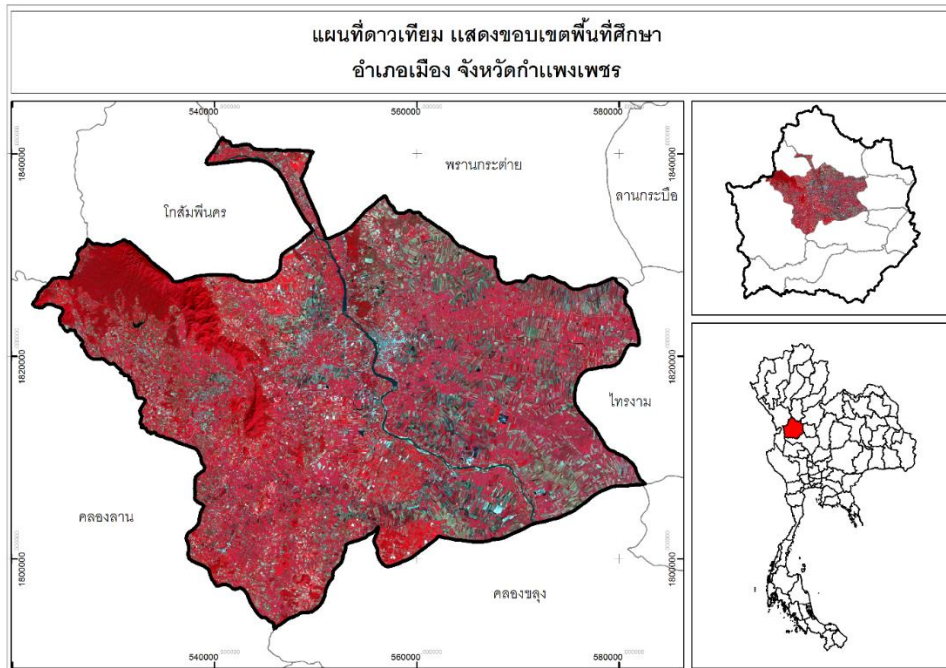 แผนที่ดาวเทียม แสดงขอบเขตพื้นที่ศึกษา
อำเภอเมือง จังหวัดกำแพงเพชร
540000 560000 580000
1840000 1840000
พรานกระต่าย
ลานกระบือ
โกสัมพีนคร
1820000 1820000
ไทรงาม
คลองลาน
1800000 1800000
คลองขลุง
540000 560000 580000